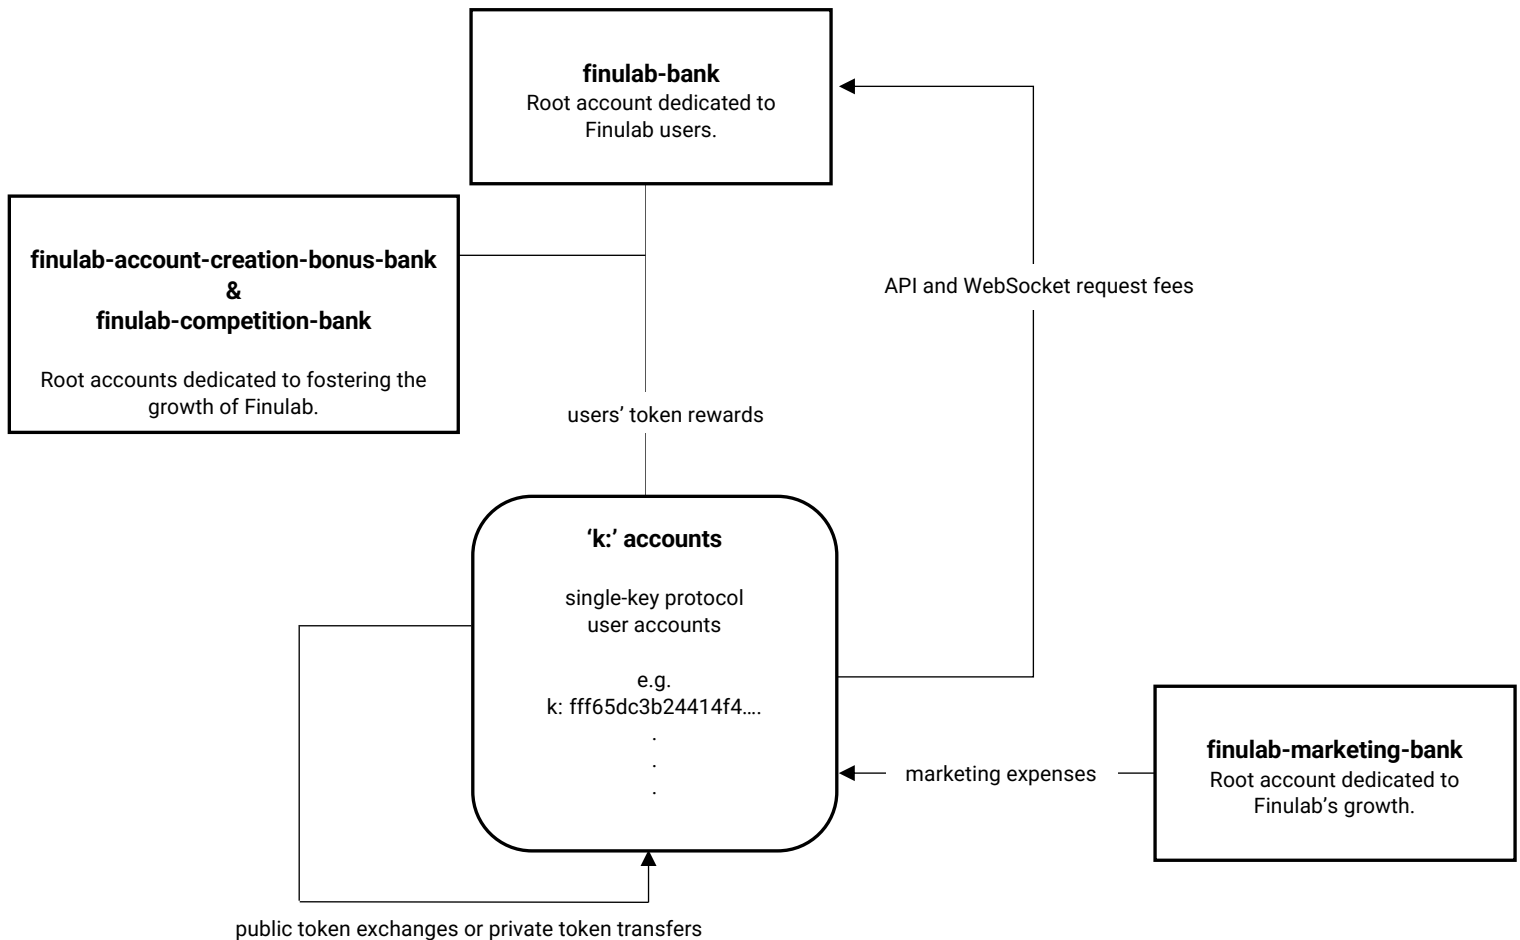 finulab-bank
Root account dedicated to
Finulab users.
finulab-account-creation-bonus-bank
&
finulab-competition-bank
Root accounts dedicated to fostering the
growth of Finulab.
API and WebSocket request fees
users’ token rewards
‘k:’ accounts
single-key protocol
user accounts
e.g.
k: fff65dc3b24414f4....
.
.
.
marketing expenses
finulab-marketing-bank
Root account dedicated to
Finulab’s growth.
public token exchanges or private token transfers